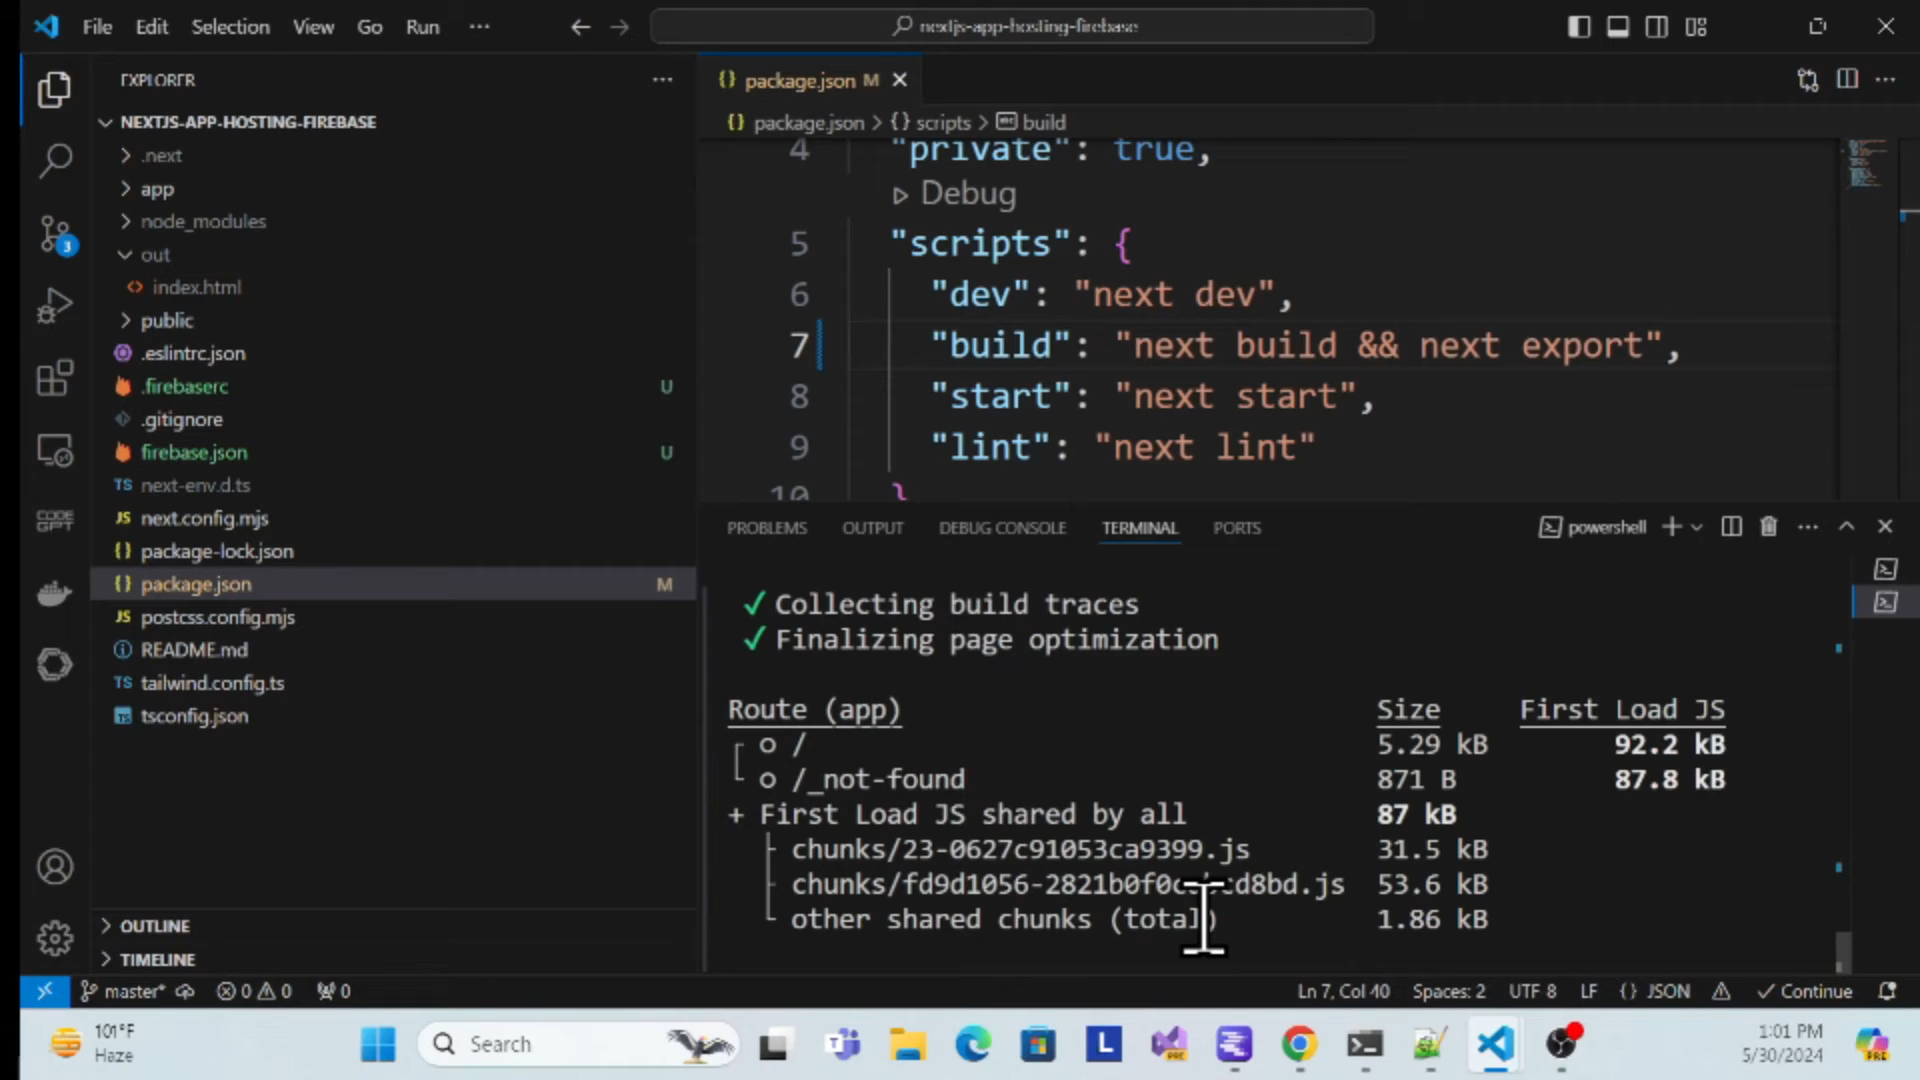 File Edit Selection View Go Run ··· nextjs-app-hosting-firebase
EXPLORER
NEXTJS-APP-HOSTING-FIREBASE
.next
app
node_modules
out
index.html
public
.eslintrc.json
.firebaserc U
.gitignore
firebase.json U
next-env.d.ts
next.config.mjs
package-lock.json
package.json M
postcss.config.mjs
README.md
tailwind.config.ts
tsconfig.json
OUTLINE
TIMELINE
3
CODE
GPT
package.json M
package.json > {} scripts > build
4 "private": true,
Debug
5 "scripts": {
6 "dev": "next dev",
7 "build": "next build && next export",
8 "start": "next start",
9 "lint": "next lint"
10 }
PROBLEMS OUTPUT DEBUG CONSOLE TERMINAL PORTS powershell
✓ Collecting build traces
✓ Finalizing page optimization
Route (app) Size First Load JS
┌ ○ / 5.29 kB 92.2 kB
└ ○ /_not-found 871 B 87.8 kB
+ First Load JS shared by all 87 kB
├ chunks/23-0627c91053ca9399.js 31.5 kB
├ 53.6 kB
└ other shared chunks (total) 1.86 kB
master* 0 0 0 Ln 7, Col 40 Spaces: 2 UTF 8 LF {} JSON Continue
101°F
Haze
Search
L
PRE
1:01 PM
5/30/2024
PRE